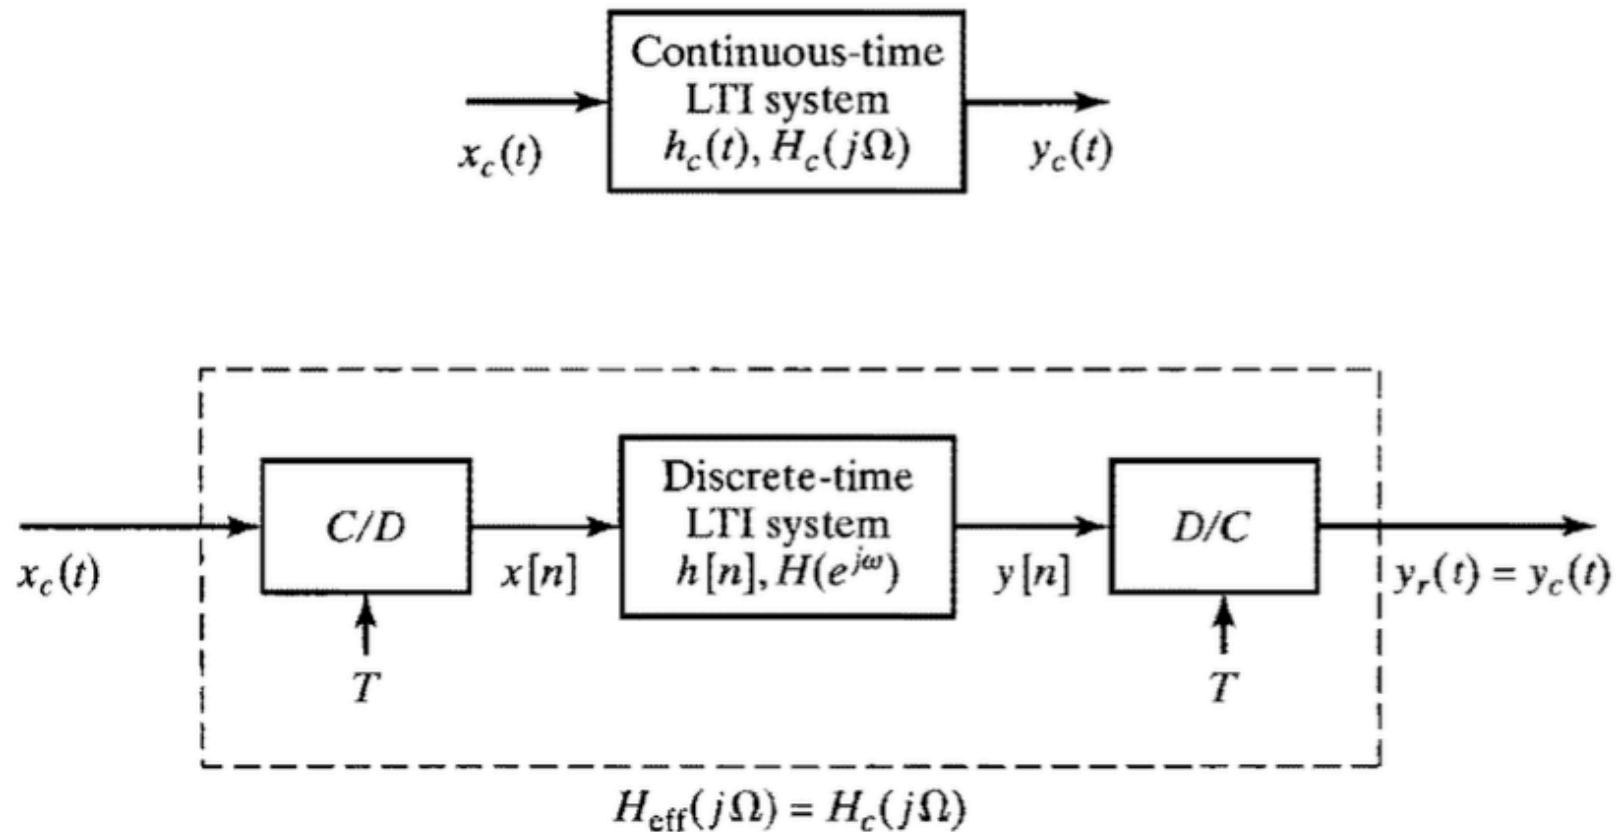 Continuous-time
LTI system
h_c(t), H_c(jΩ)
x_c(t)
y_c(t)
C/D
Discrete-time
LTI system
h[n], H(e^{jω})
D/C
x_c(t)
x[n]
y[n]
y_r(t) = y_c(t)
T
T
H_eff(jΩ) = H_c(jΩ)